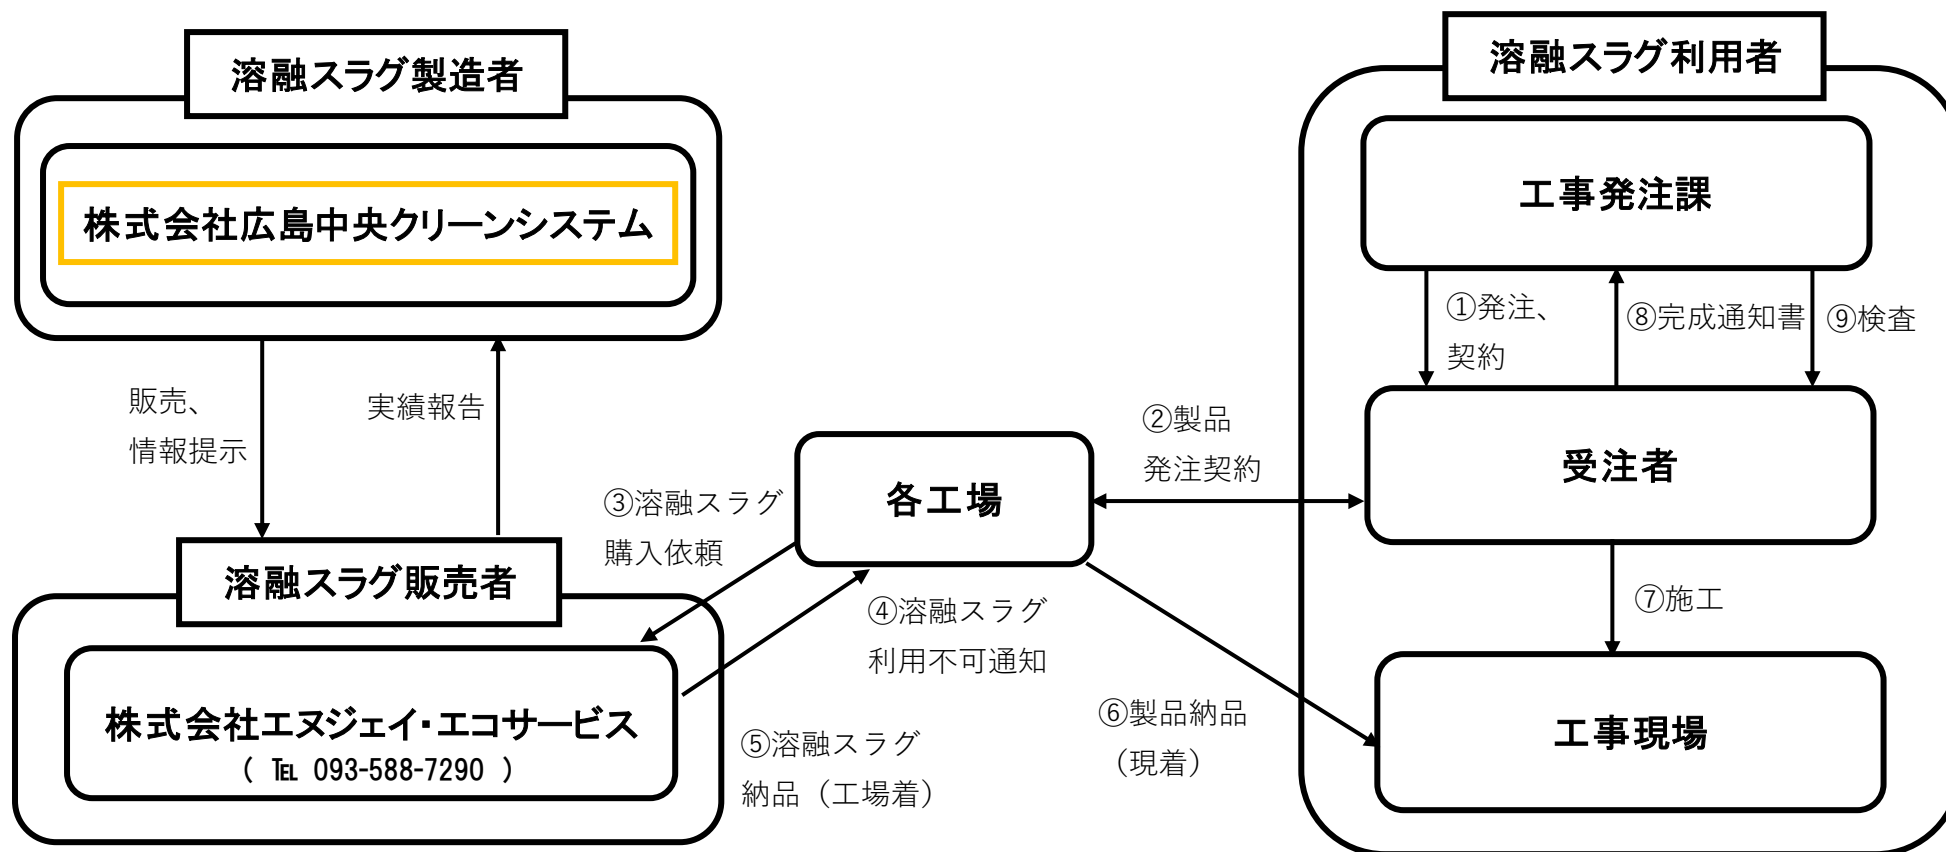 溶融スラグ製造者
株式会社広島中央クリーンシステム
販売、
情報提示
実績報告
溶融スラグ販売者
株式会社エヌジェイ・エコサービス
( ℡ 093-588-7290 )
③溶融スラグ
購入依頼
各工場
④溶融スラグ
利用不可通知
⑤溶融スラグ
納品（工場着）
②製品
発注契約
⑥製品納品
（現着）
溶融スラグ利用者
工事発注課
①発注、
契約
⑧完成通知書
⑨検査
受注者
⑦施工
工事現場